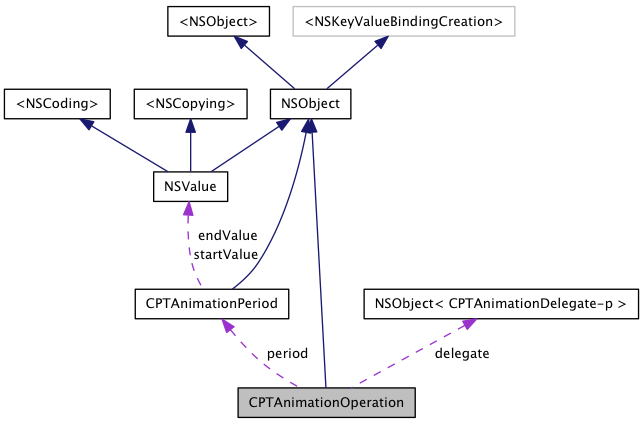 <NSObject>
<NSKeyValueBindingCreation>
<NSCoding>
<NSCopying>
NSObject
NSValue
endValue
startValue
CPTAnimationPeriod
NSObject< CPTAnimationDelegate-p >
period
delegate
CPTAnimationOperation